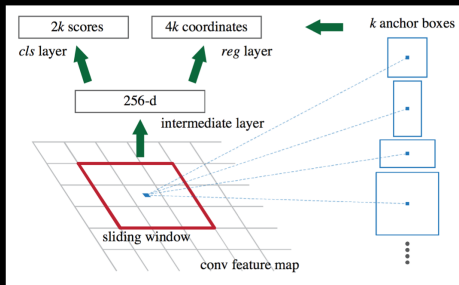 2k scores
4k coordinates
k anchor boxes
cls layer
reg layer
256-d
intermediate layer
sliding window
conv feature map